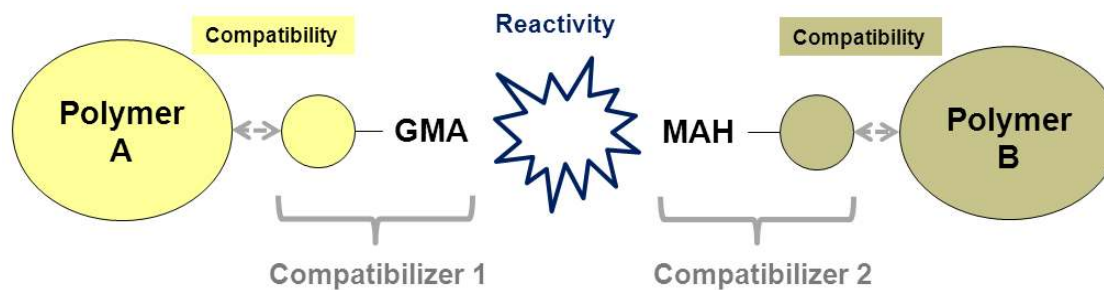 Reactivity
Compatibility
Compatibility
Polymer
A
GMA
MAH
Polymer
B
Compatibilizer 1
Compatibilizer 2